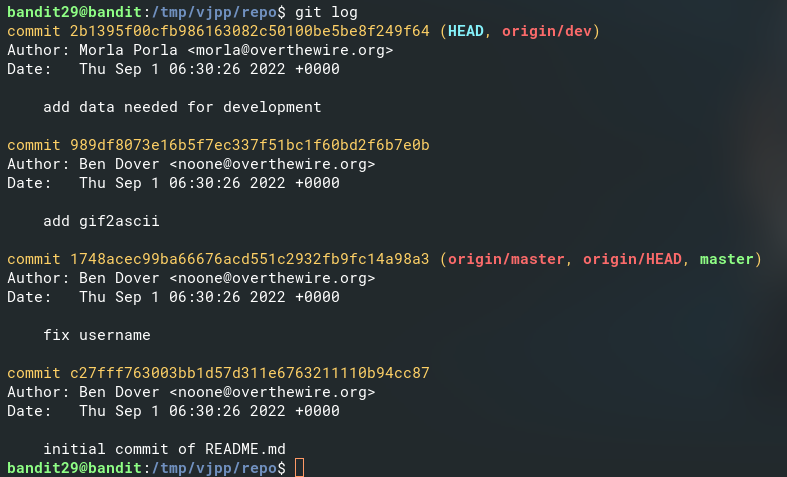 bandit29@bandit:/tmp/vjpp/repo$ git log
commit 2b1395f00cfb986163082c50100be5be8f249f64 (HEAD, origin/dev)
Author: Morla Porla <morla@overthewire.org>
Date:   Thu Sep 1 06:30:26 2022 +0000
    add data needed for development
commit 989df8073e16b5f7ec337f51bc1f60bd2f6b7e0b
Author: Ben Dover <noone@overthewire.org>
Date:   Thu Sep 1 06:30:26 2022 +0000
    add gif2ascii
commit 1748acec99ba66676acd551c2932fb9fc14a98a3 (origin/master, origin/HEAD, master)
Author: Ben Dover <noone@overthewire.org>
Date:   Thu Sep 1 06:30:26 2022 +0000
    fix username
commit c27fff763003bb1d57d311e6763211110b94cc87
Author: Ben Dover <noone@overthewire.org>
Date:   Thu Sep 1 06:30:26 2022 +0000
    initial commit of README.md
bandit29@bandit:/tmp/vjpp/repo$